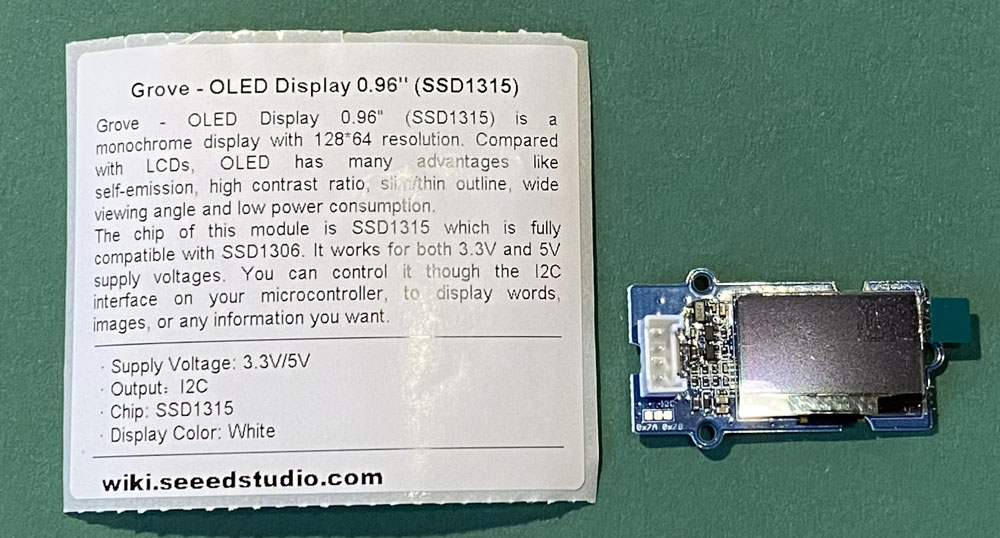 Grove - OLED Display 0.96'' (SSD1315)
Grove - OLED Display 0.96" (SSD1315) is a
monochrome display with 128*64 resolution. Compared
with LCDs, OLED has many advantages like
self-emission, high contrast ratio, slim/thin outline, wide
viewing angle and low power consumption.
The chip of this module is SSD1315 which is fully
compatible with SSD1306. It works for both 3.3V and 5V
supply voltages. You can control it though the I2C
interface on your microcontroller, to display words,
images, or any information you want.
· Supply Voltage: 3.3V/5V
· Output: I2C
· Chip: SSD1315
· Display Color: White
wiki.seeedstudio.com
I2C
0x7A 0x78